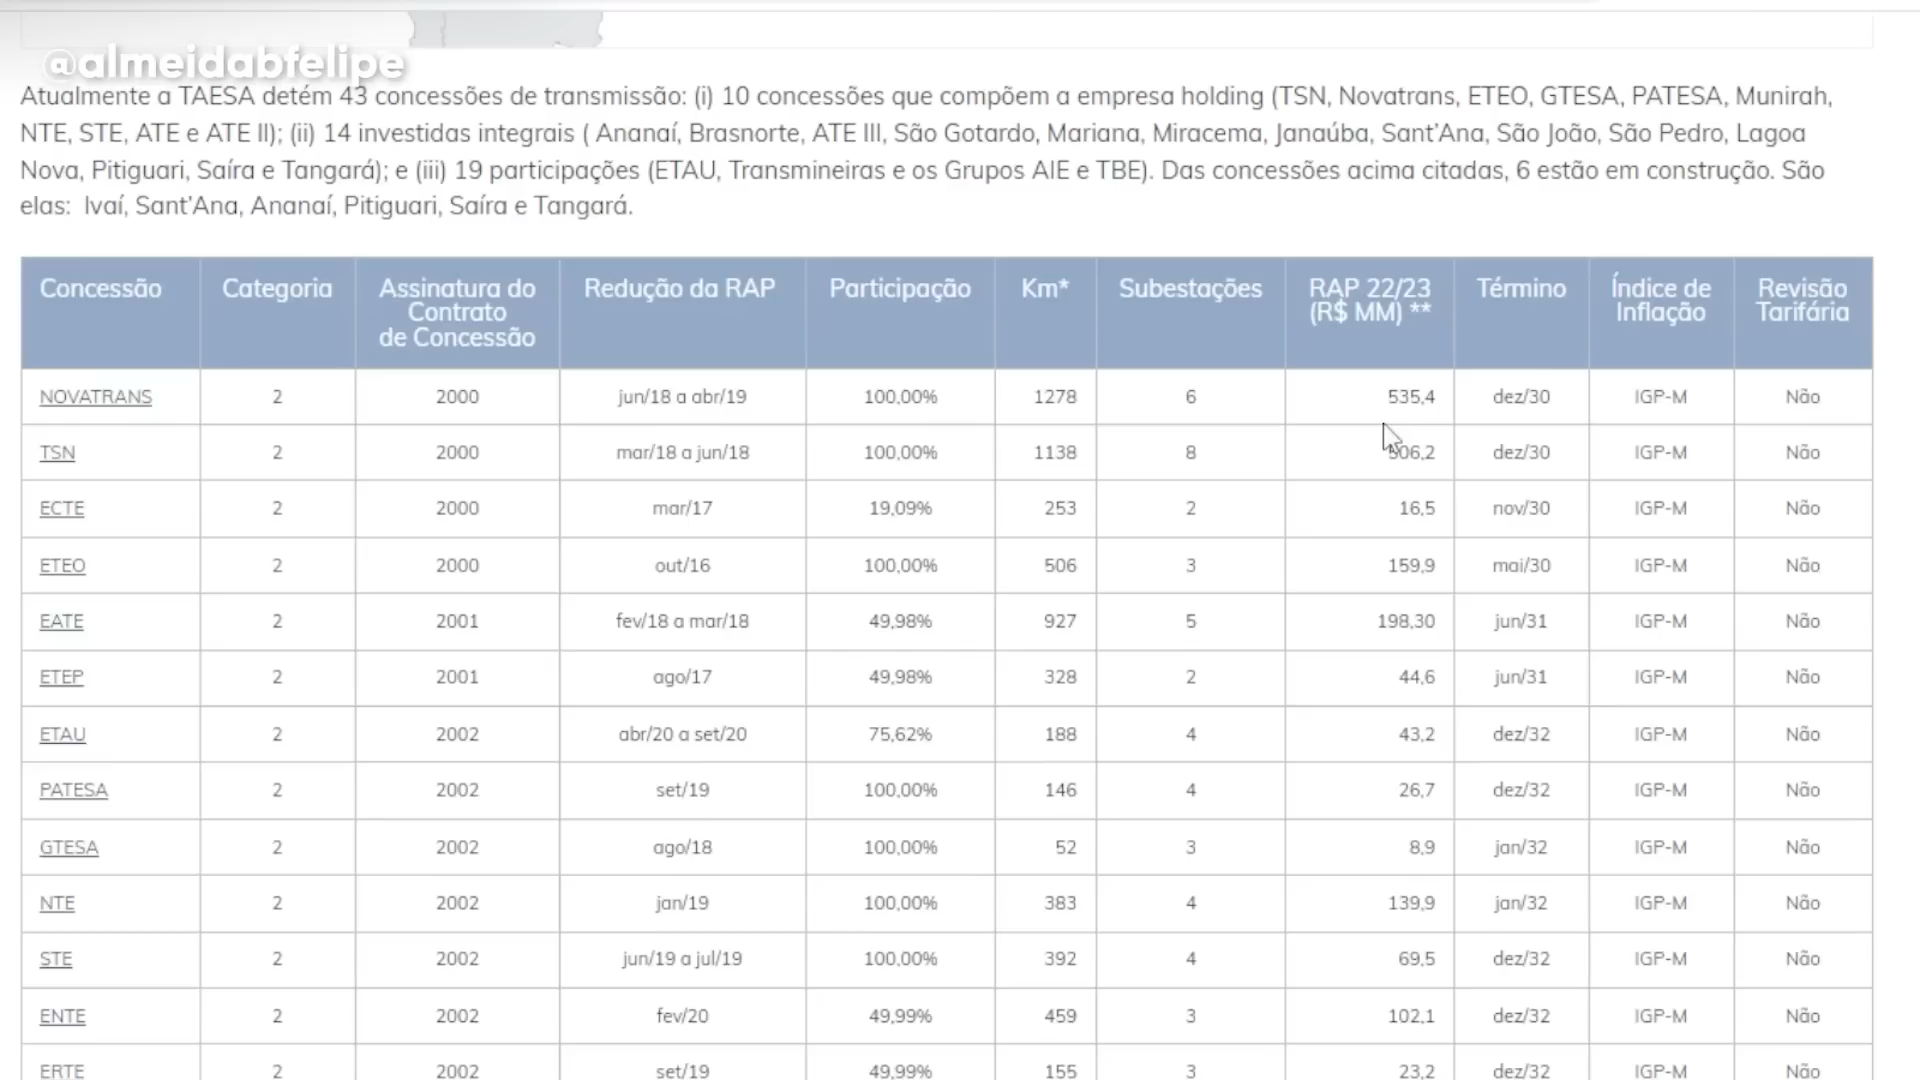 @almeidabfelipe
Atualmente a TAESA detém 43 concessões de transmissão: (i) 10 concessões que compõem a empresa holding (TSN, Novatrans, ETEO, GTESA, PATESA, Munirah,
NTE, STE, ATE e ATE II); (ii) 14 investidas integrais ( Ananaí, Brasnorte, ATE III, São Gotardo, Mariana, Miracema, Janaúba, Sant'Ana, São João, São Pedro, Lagoa
Nova, Pitiguari, Saíra e Tangará); e (iii) 19 participações (ETAU, Transmineiras e os Grupos AIE e TBE). Das concessões acima citadas, 6 estão em construção. São
elas: Ivaí, Sant'Ana, Ananaí, Pitiguari, Saíra e Tangará.
Concessão Categoria Assinatura do Contrato de Concessão Redução da RAP Participação Km* Subestações RAP 22/23 (R$ MM) ** Término Índice de Inflação Revisão Tarifária
NOVATRANS 2 2000 jun/18 a abr/19 100,00% 1278 6 535,4 dez/30 IGP-M Não
TSN 2 2000 mar/18 a jun/18 100,00% 1138 8 506,2 dez/30 IGP-M Não
ECTE 2 2000 mar/17 19,09% 253 2 16,5 nov/30 IGP-M Não
ETEO 2 2000 out/16 100,00% 506 3 159,9 mai/30 IGP-M Não
EATE 2 2001 fev/18 a mar/18 49,98% 927 5 198,30 jun/31 IGP-M Não
ETEP 2 2001 ago/17 49,98% 328 2 44,6 jun/31 IGP-M Não
ETAU 2 2002 abr/20 a set/20 75,62% 188 4 43,2 dez/32 IGP-M Não
PATESA 2 2002 set/19 100,00% 146 4 26,7 dez/32 IGP-M Não
GTESA 2 2002 ago/18 100,00% 52 3 8,9 jan/32 IGP-M Não
NTE 2 2002 jan/19 100,00% 383 4 139,9 jan/32 IGP-M Não
STE 2 2002 jun/19 a jul/19 100,00% 392 4 69,5 dez/32 IGP-M Não
ENTE 2 2002 fev/20 49,99% 459 3 102,1 dez/32 IGP-M Não
ERTE 2 2002 set/19 49,99% 155 3 23,2 dez/32 IGP-M Não